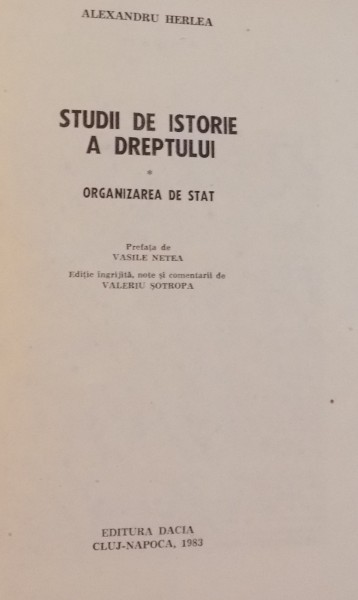 ALEXANDRU HERLEA
STUDII DE ISTORIE
A DREPTULUI
*
ORGANIZAREA DE STAT
Prefața de
VASILE NETEA
Ediție îngrijită, note și comentarii de
VALERIU ȘOTROPA
EDITURA DACIA
CLUJ-NAPOCA, 1983